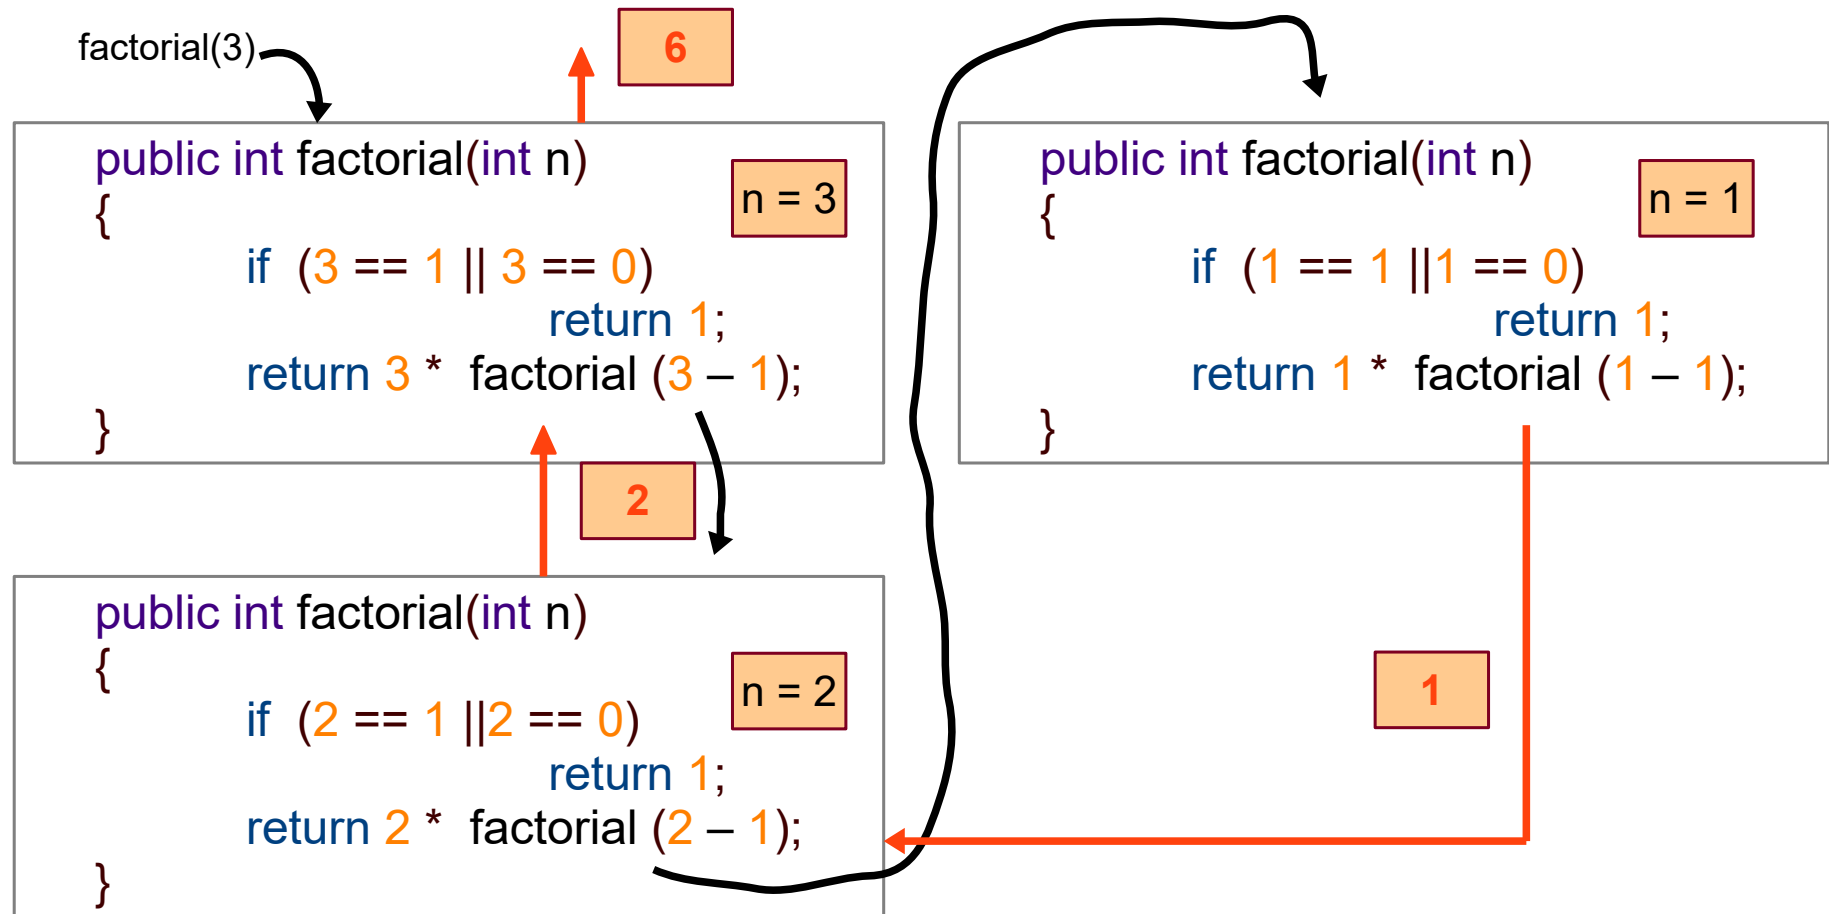 factorial(3)
6
public int factorial(int n)
{
n = 3
if (3 == 1 || 3 == 0)
return 1;
return 3 * factorial (3 – 1);
}
2
public int factorial(int n)
{
n = 2
if (2 == 1 ||2 == 0)
return 1;
return 2 * factorial (2 – 1);
}
public int factorial(int n)
{
n = 1
if (1 == 1 ||1 == 0)
return 1;
return 1 * factorial (1 – 1);
}
1